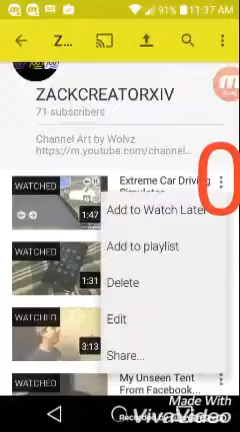 91% 11:37 AM
Z...
ZACKCREATORXIV
71 subscribers
Channel Art by Wolvz
https://m.youtube.com/channel...
WATCHED
Extreme Car Driving
1:47
Add to Watch Later
WATCHED
Add to playlist
1:31
Delete
WATCHED
Edit
3:13
Share...
WATCHED
My Unseen Tent
From Facebook...
Made With
VivaVideo